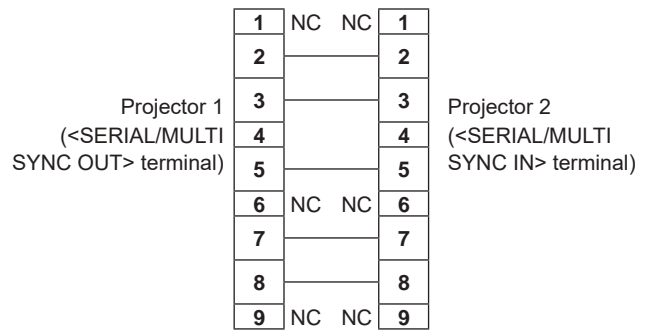 1 NC NC 1
2 2
3 3
Projector 1
(<SERIAL/MULTI
SYNC OUT> terminal)
Projector 2
(<SERIAL/MULTI
SYNC IN> terminal)
4 4
5 5
6 NC NC 6
7 7
8 8
9 NC NC 9